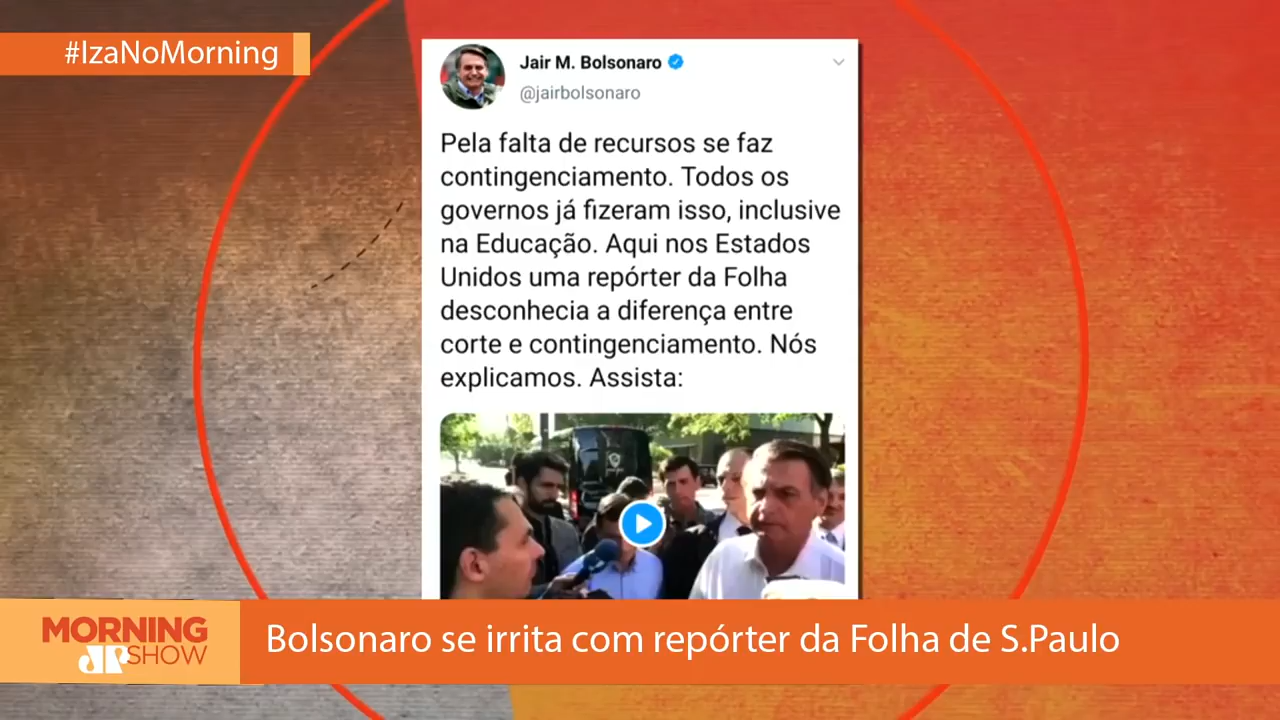 #IzaNoMorning
Jair M. Bolsonaro
@jairbolsonaro
Pela falta de recursos se faz
contingenciamento. Todos os
governos já fizeram isso, inclusive
na Educação. Aqui nos Estados
Unidos uma repórter da Folha
desconhecia a diferença entre
corte e contingenciamento. Nós
explicamos. Assista:
MORNING
JP SHOW
Bolsonaro se irrita com repórter da Folha de S.Paulo